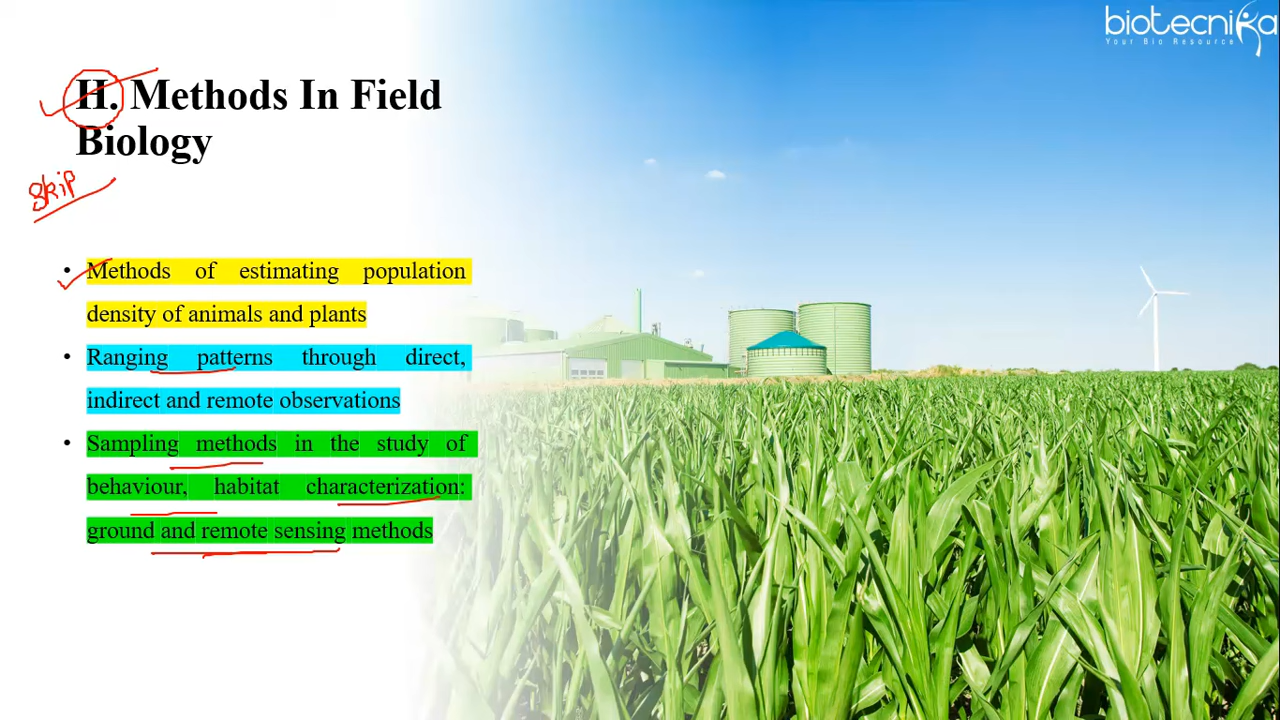 biotecnika
Your Bio Resource
H. Methods In Field
Biology
Skip
• Methods of estimating population
density of animals and plants
• Ranging patterns through direct,
indirect and remote observations
• Sampling methods in the study of
behaviour, habitat characterization:
ground and remote sensing methods